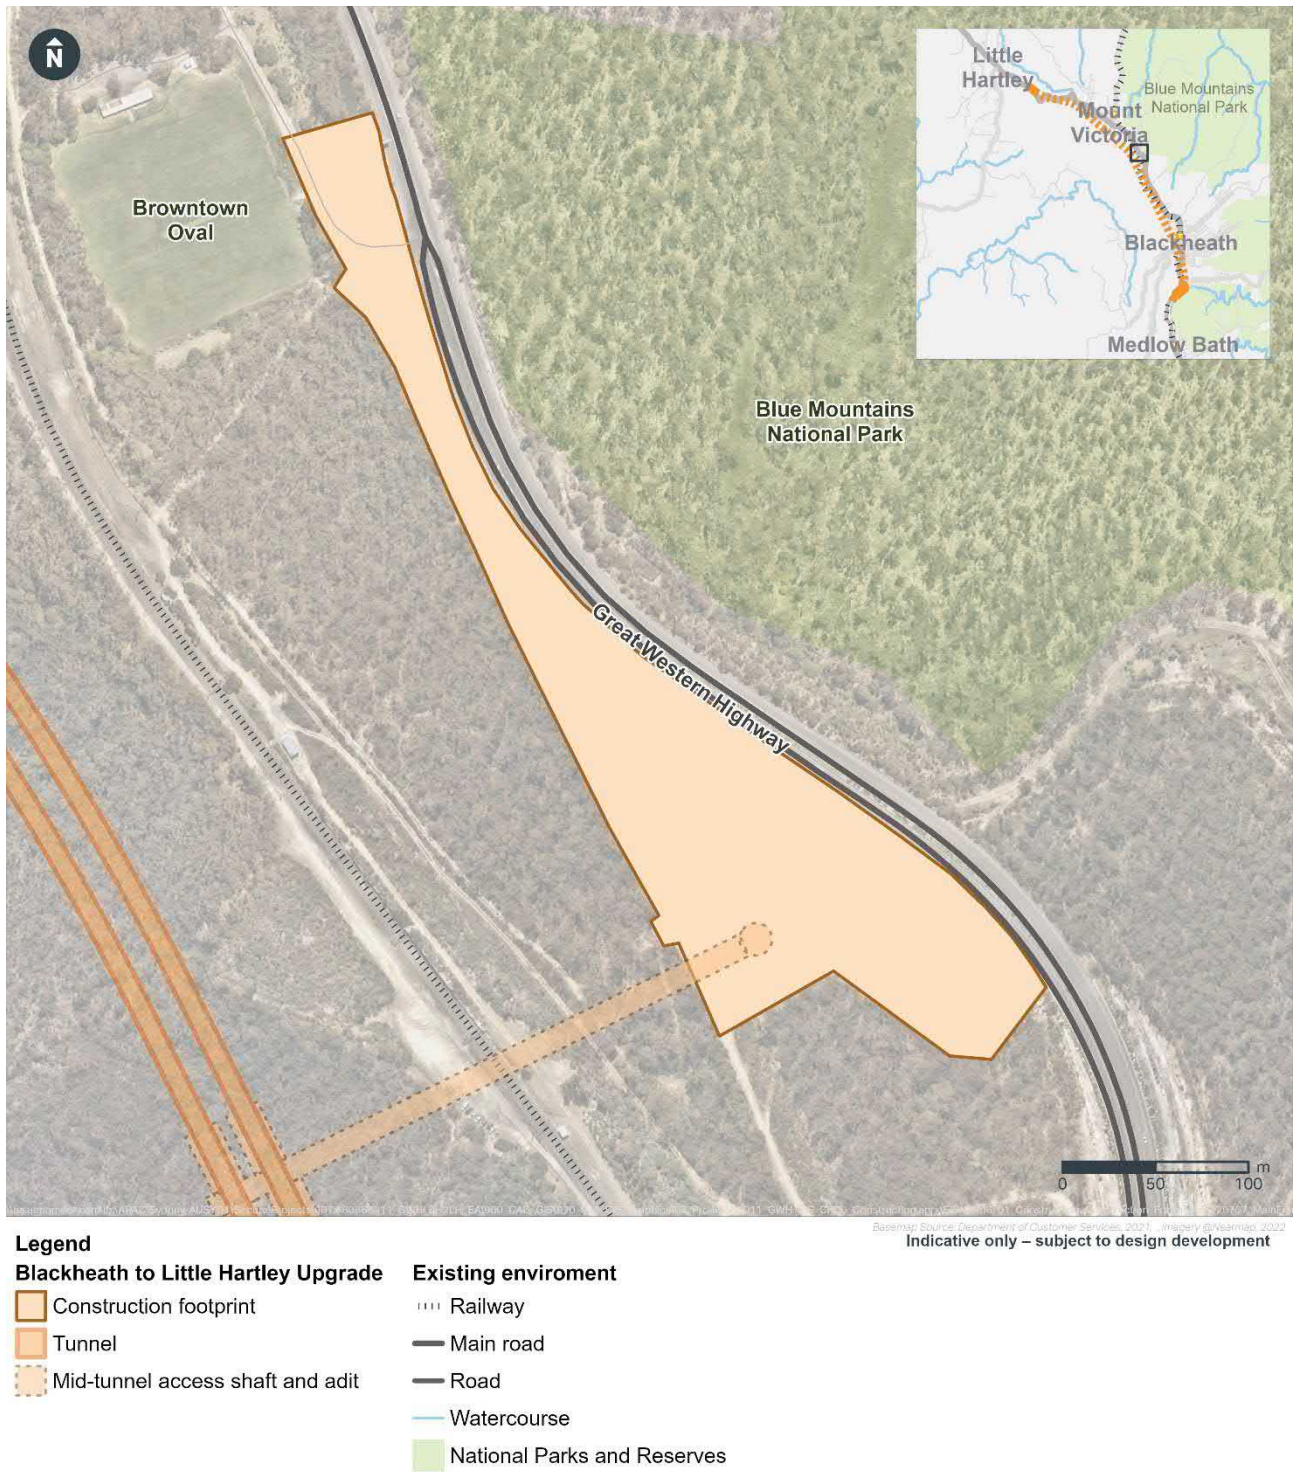 N
Little
Hartley
Mount
Victoria
Blue Mountains
National Park
Blackheath
Medlow Bath
Browntown
Oval
Blue Mountains
National Park
Great Western Highway
m
0 50 100
Basemap Source: Department of Customer Services, 2021, Imagery @Nearmap, 2022
Indicative only – subject to design development
Legend
Blackheath to Little Hartley Upgrade
Construction footprint
Tunnel
Mid-tunnel access shaft and adit
Existing enviroment
Railway
Main road
Road
Watercourse
National Parks and Reserves